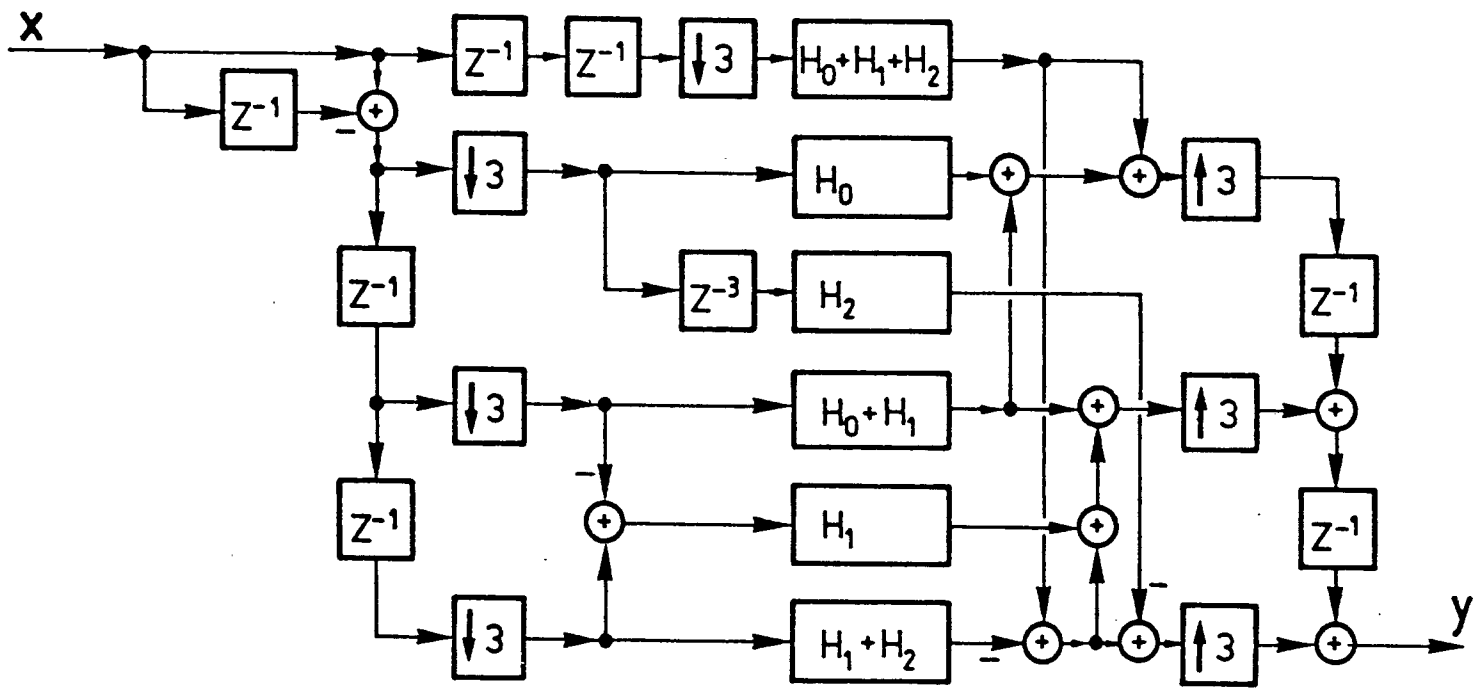 x
Z⁻¹ Z⁻¹ ↓3 H₀+H₁+H₂
Z⁻¹ +
−
↓3 H₀ + + ↑3
Z⁻¹ Z⁻³ H₂ Z⁻¹
↓3 H₀+H₁ + ↑3 +
−
Z⁻¹ + H₁ + Z⁻¹
−
↓3 H₁+H₂ − + + ↑3 + y